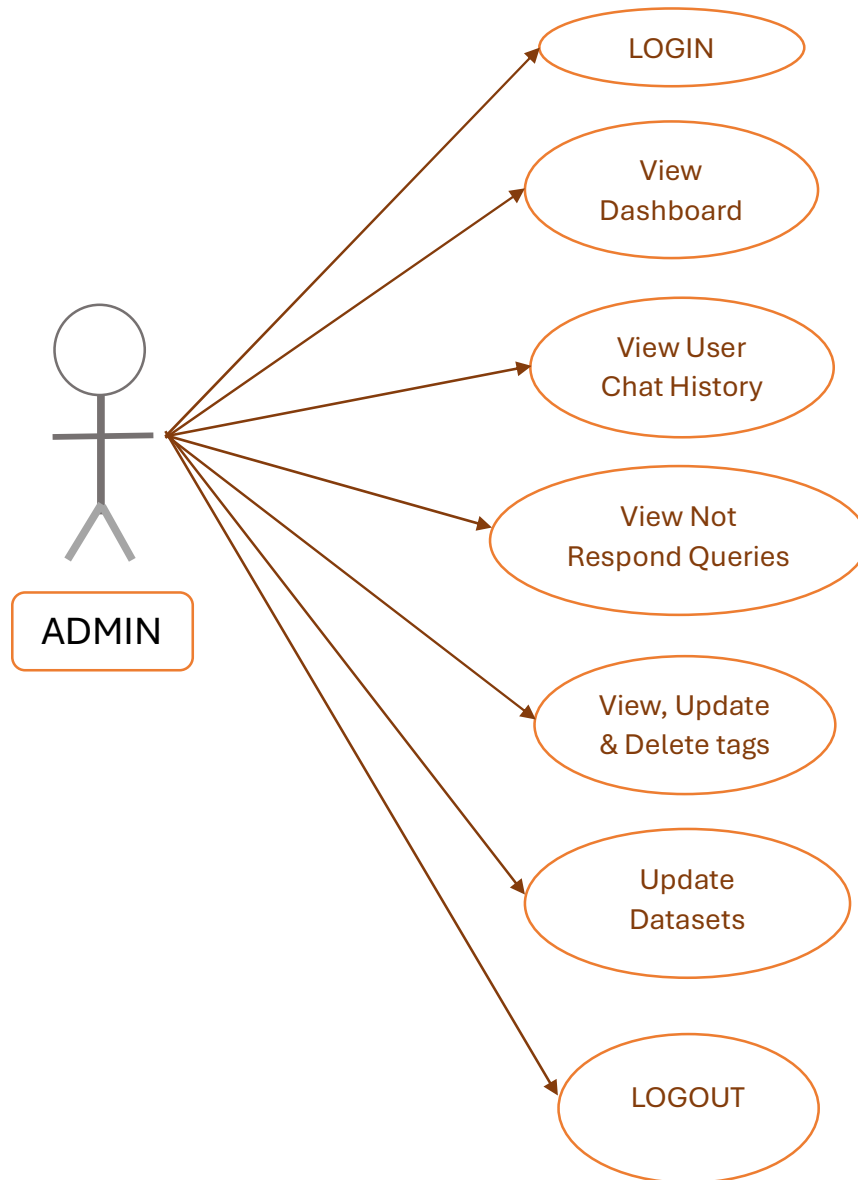 LOGIN
View
Dashboard
View User
Chat History
View Not
Respond Queries
ADMIN
View, Update
& Delete tags
Update
Datasets
LOGOUT